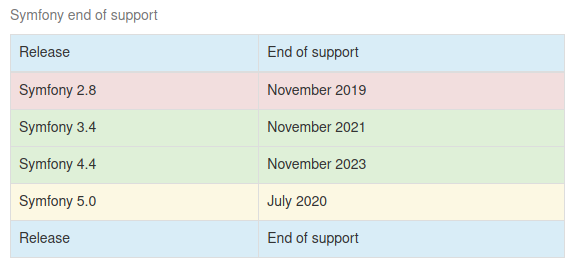 Symfony end of support
Release End of support
Symfony 2.8 November 2019
Symfony 3.4 November 2021
Symfony 4.4 November 2023
Symfony 5.0 July 2020
Release End of support